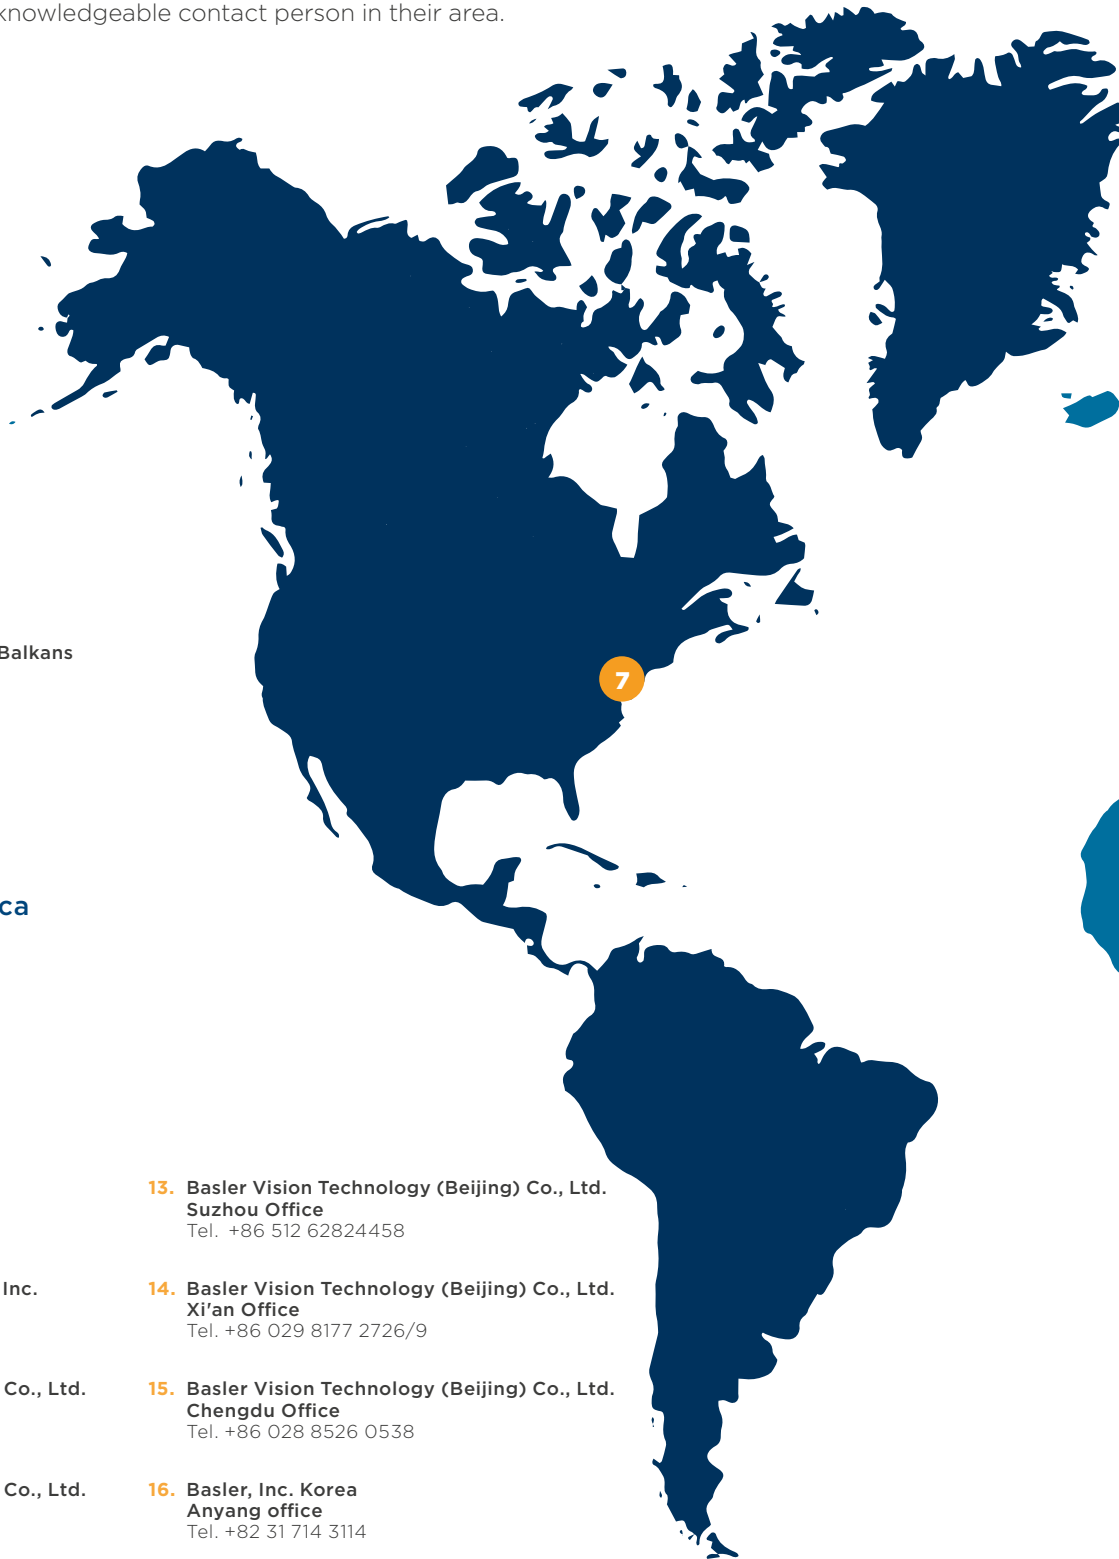 knowledgeable contact person in their area.
7
Balkans
ca
Inc.
Co., Ltd.
Co., Ltd.
13. Basler Vision Technology (Beijing) Co., Ltd.
Suzhou Office
Tel. +86 512 62824458
14. Basler Vision Technology (Beijing) Co., Ltd.
Xi'an Office
Tel. +86 029 8177 2726/9
15. Basler Vision Technology (Beijing) Co., Ltd.
Chengdu Office
Tel. +86 028 8526 0538
16. Basler, Inc. Korea
Anyang office
Tel. +82 31 714 3114